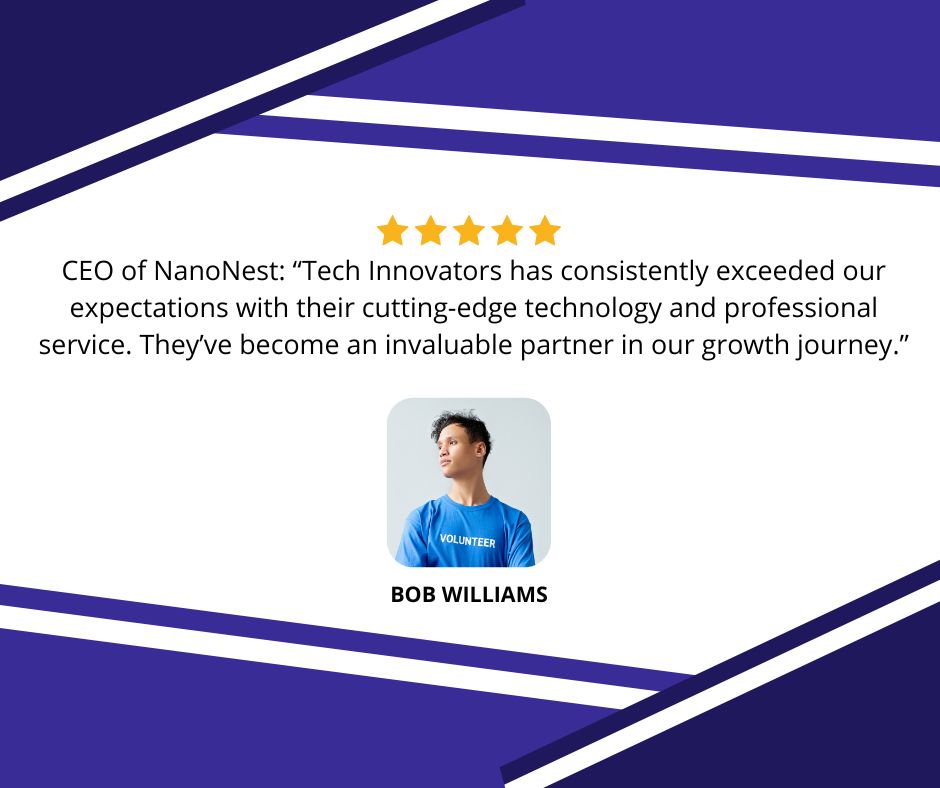 CEO of NanoNest: “Tech Innovators has consistently exceeded our
expectations with their cutting-edge technology and professional
service. They’ve become an invaluable partner in our growth journey.”
VOLUNTEER
BOB WILLIAMS